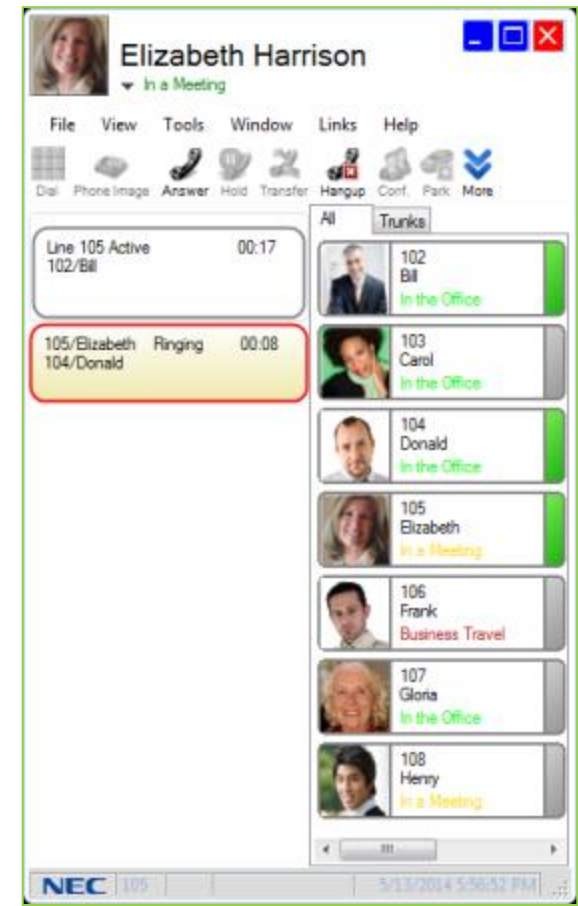 Elizabeth Harrison
In a Meeting
File View Tools Window Links Help
Dial Phone Image Answer Hold Transfer Hangup Conf. Park More
All Trunks
Line 105 Active 00:17
102/Bill
105/Elizabeth Ringing 00:08
104/Donald
102
Bill
In the Office
103
Carol
In the Office
104
Donald
In the Office
105
Elizabeth
In a Meeting
106
Frank
Business Travel
107
Gloria
In the Office
108
Henry
In a Meeting
NEC 105 5/13/2014 5:56:52 PM